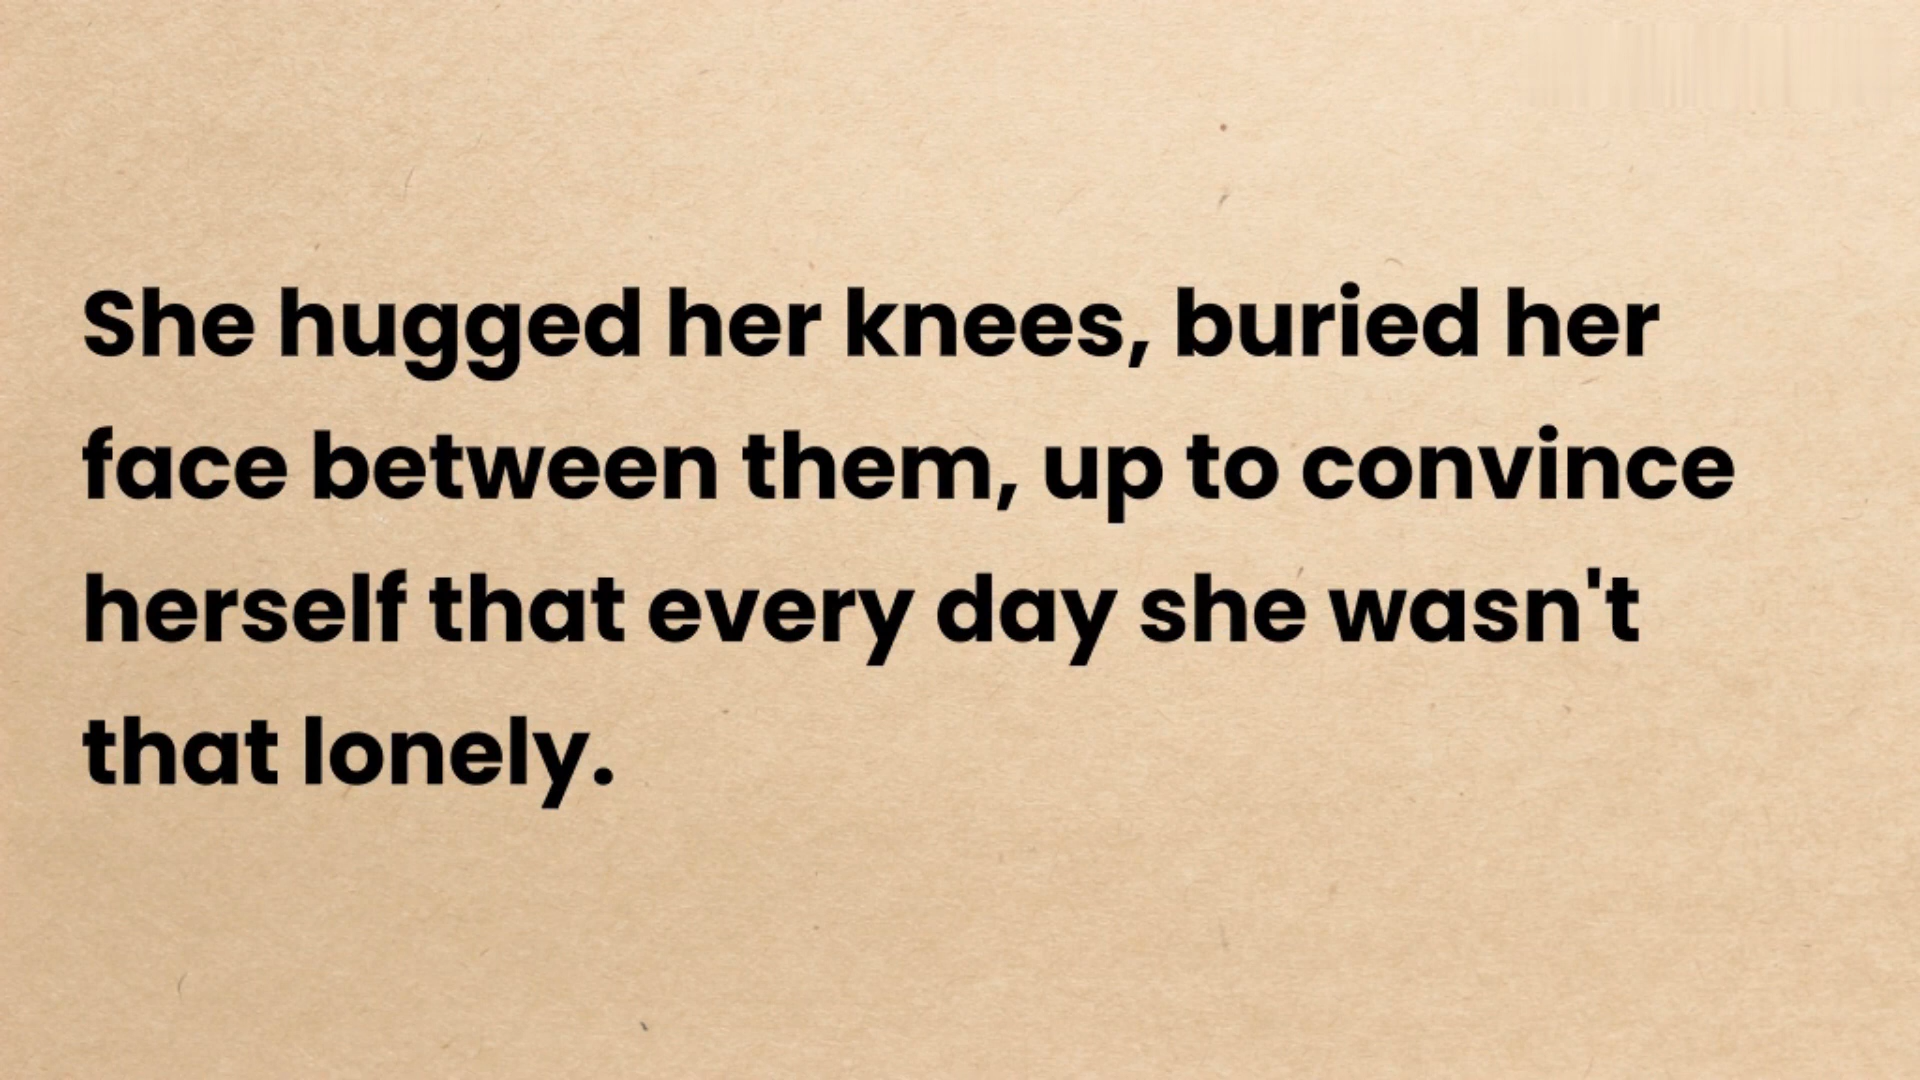 She hugged her knees, buried her
face between them, up to convince
herself that every day she wasn't
that lonely.